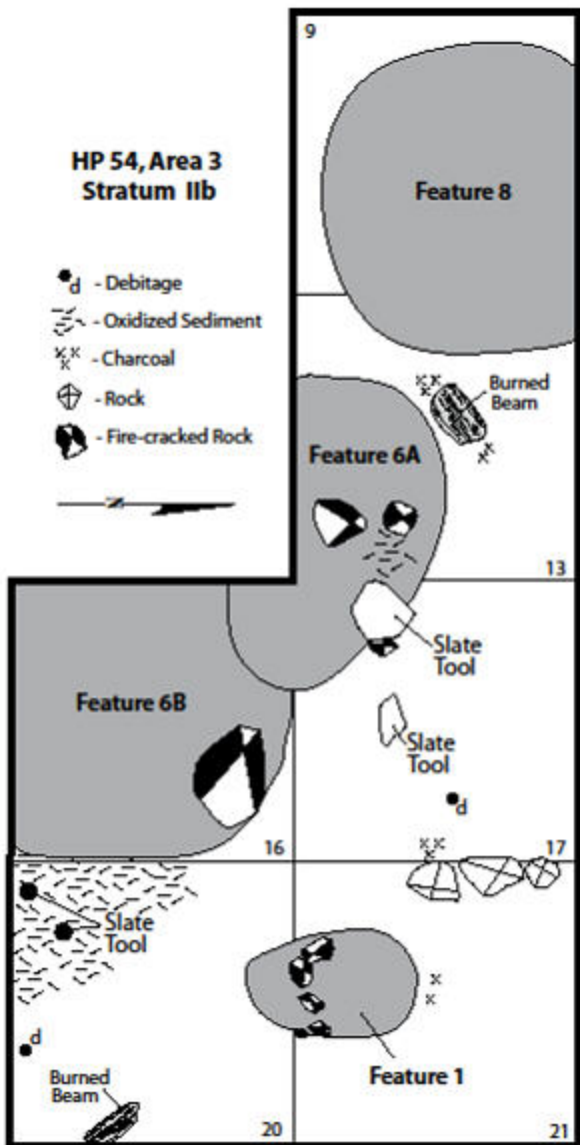 9
HP 54, Area 3
Stratum IIb
Feature 8
d - Debitage
- Oxidized Sediment
- Charcoal
- Rock
- Fire-cracked Rock
Burned
Beam
Feature 6A
13
Slate
Tool
Feature 6B
Slate
Tool
d
16
17
Slate
Tool
d
Feature 1
Burned
Beam
20
21